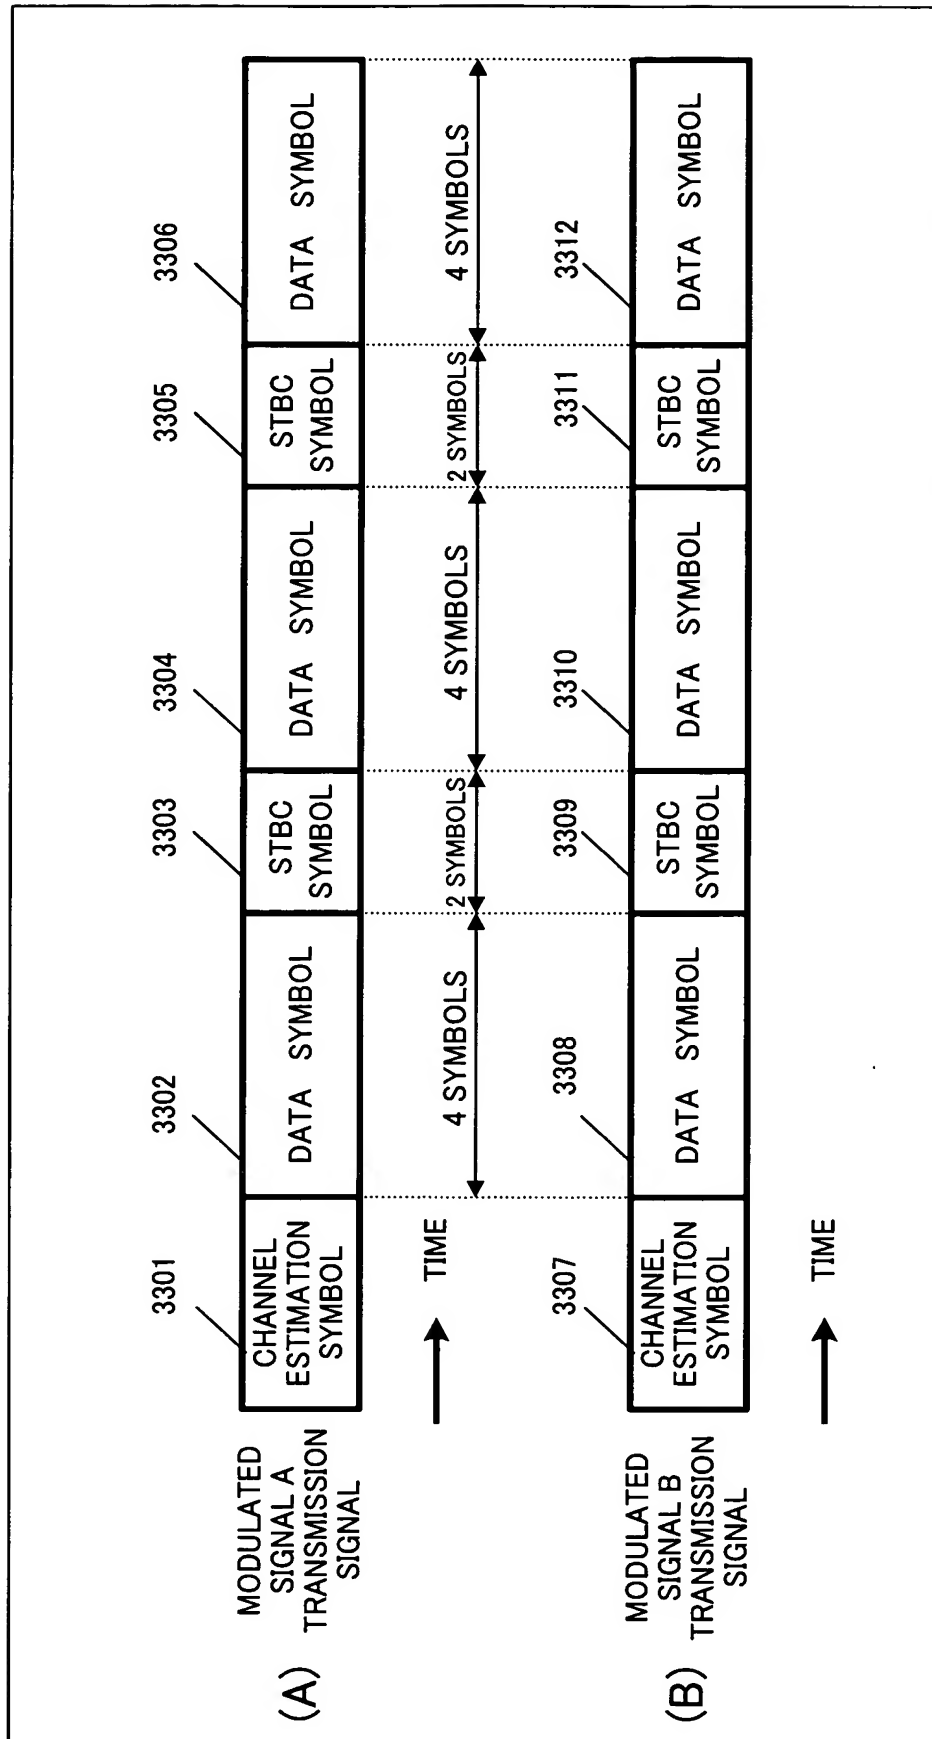 (A)
MODULATED
SIGNAL A
TRANSMISSION
SIGNAL
3301
3302
3303
3304
3305
3306
CHANNEL
ESTIMATION
SYMBOL
DATA SYMBOL
STBC
SYMBOL
DATA SYMBOL
STBC
SYMBOL
DATA SYMBOL
TIME
4 SYMBOLS
2 SYMBOLS
4 SYMBOLS
2 SYMBOLS
4 SYMBOLS
(B)
MODULATED
SIGNAL B
TRANSMISSION
SIGNAL
3307
3308
3309
3310
3311
3312
CHANNEL
ESTIMATION
SYMBOL
DATA SYMBOL
STBC
SYMBOL
DATA SYMBOL
STBC
SYMBOL
DATA SYMBOL
TIME